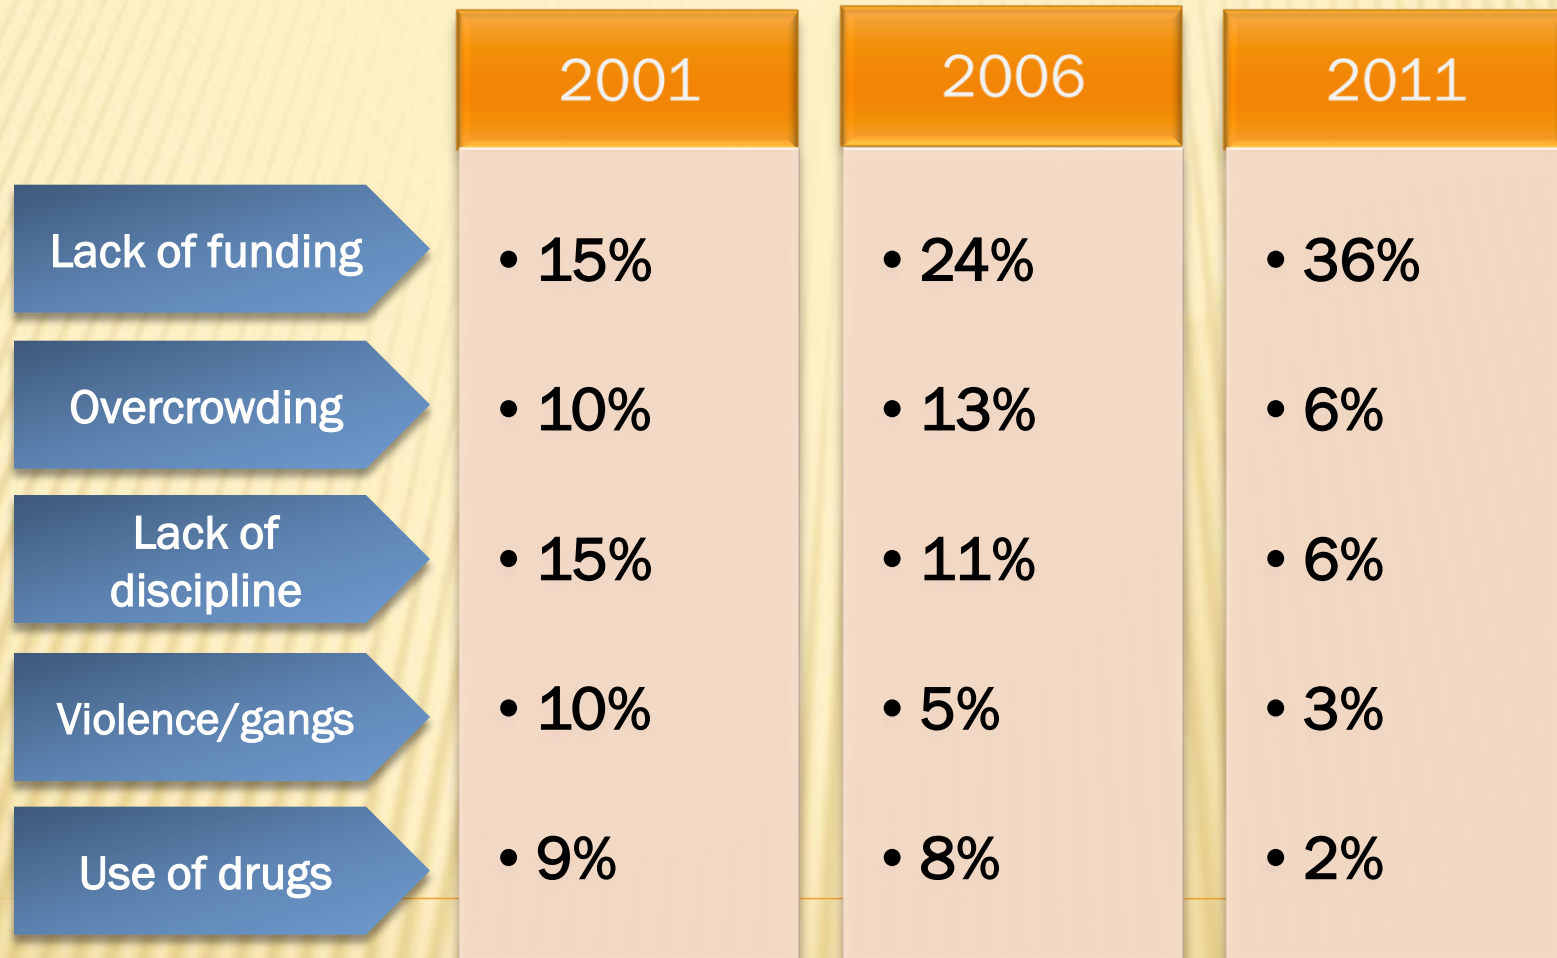 2001 2006 2011
Lack of funding • 15% • 24% • 36%
Overcrowding • 10% • 13% • 6%
Lack of
discipline • 15% • 11% • 6%
Violence/gangs • 10% • 5% • 3%
Use of drugs • 9% • 8% • 2%